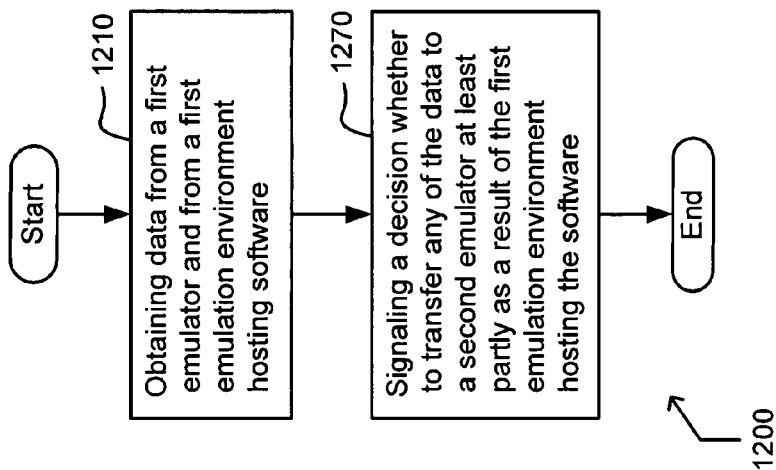 Start
1210
Obtaining data from a first
emulator and from a first
emulation environment
hosting software
1270
Signaling a decision whether
to transfer any of the data to
a second emulator at least
partly as a result of the first
emulation environment
hosting the software
End
1200